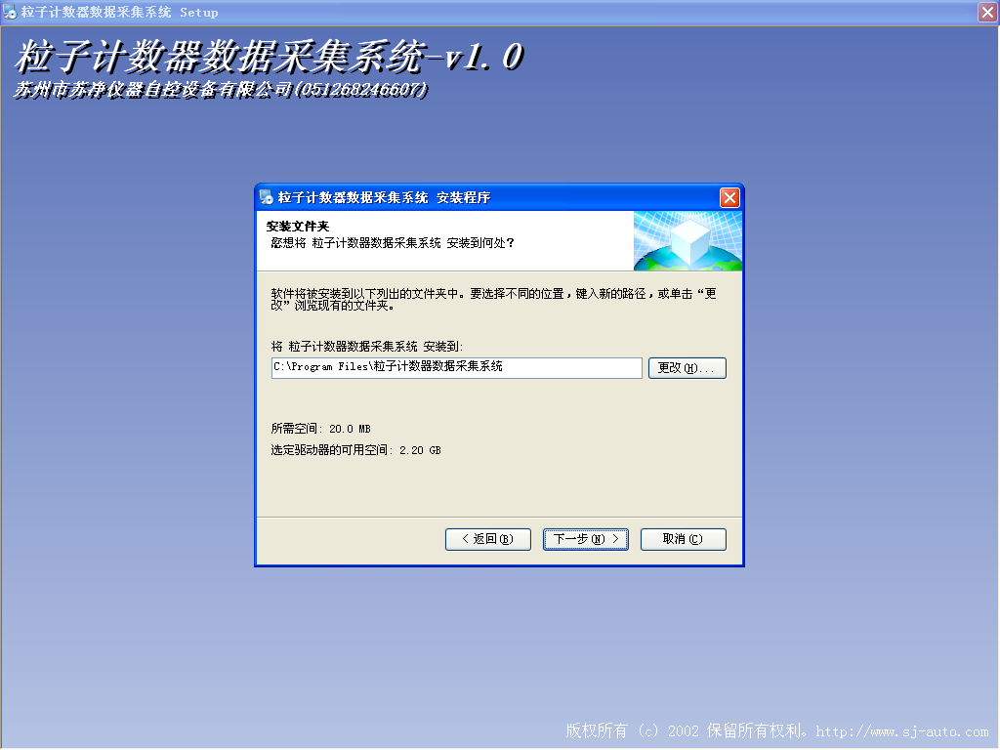 粒子计数器数据采集系统 Setup
粒子计数器数据采集系统-v1.0
苏州市苏净仪器自控设备有限公司(051268246607)
粒子计数器数据采集系统 安装程序
安装文件夹
您想将 粒子计数器数据采集系统 安装到何处?
软件将被安装到以下列出的文件夹中。要选择不同的位置，键入新的路径，或单击“更
改”浏览现有的文件夹。
将 粒子计数器数据采集系统 安装到:
C:\Program Files\粒子计数器数据采集系统
更改(H)...
所需空间: 20.0 MB
选定驱动器的可用空间: 2.20 GB
< 返回(B)
下一步(N) >
取消(C)
版权所有 (c) 2002 保留所有权利。http://www.sj-auto.com